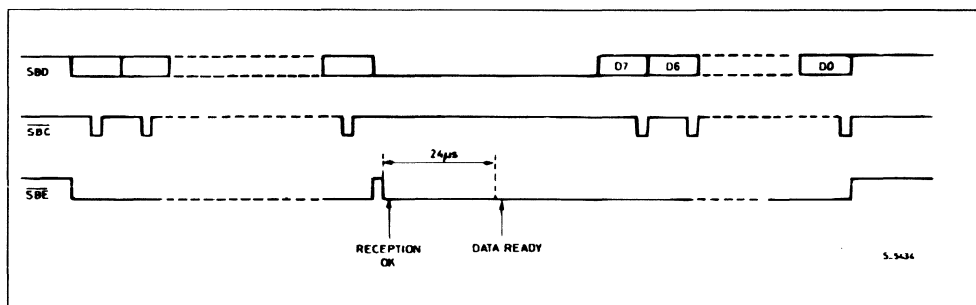 SBD D7 D6 D0
SBC
24µs
SBE
RECEPTION OK
DATA READY
S-5434